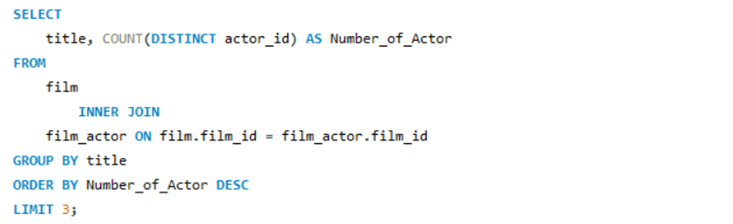 SELECT
title, COUNT(DISTINCT actor_id) AS Number_of_Actor
FROM
film
INNER JOIN
film_actor ON film.film_id = film_actor.film_id
GROUP BY title
ORDER BY Number_of_Actor DESC
LIMIT 3;